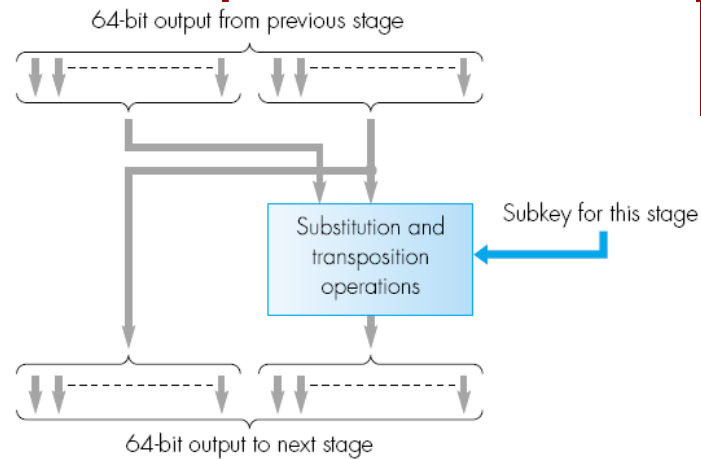 64-bit output from previous stage
Substitution and
transposition
operations
Subkey for this stage
64-bit output to next stage